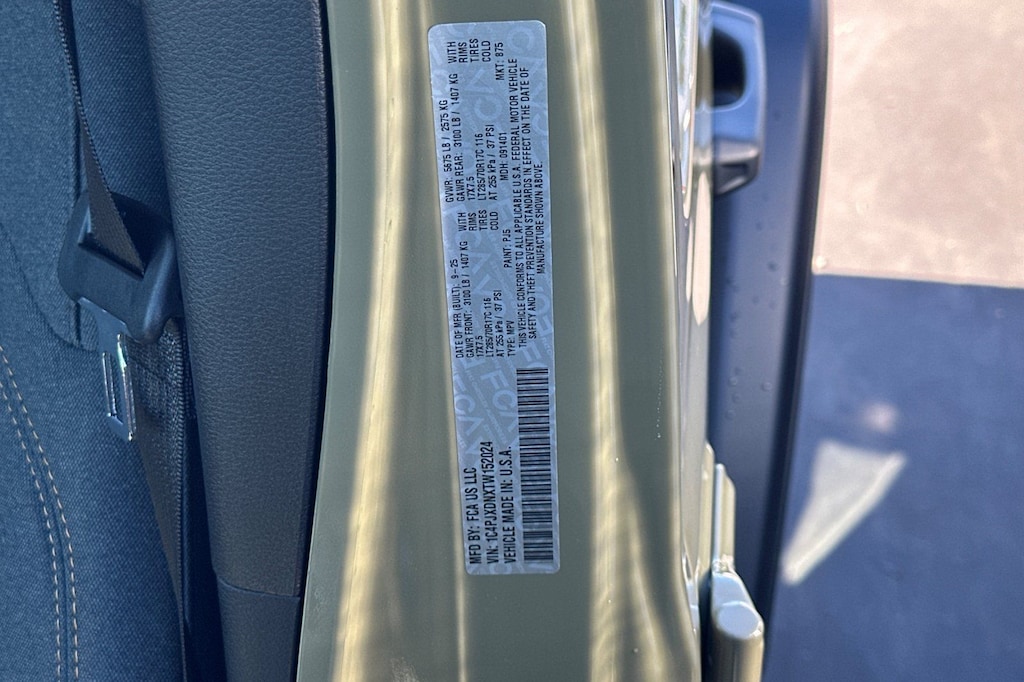 MFD BY: FCA US LLC
DATE OF MFR (BUILT): 9-25
GVWR: 5675 LB / 2575 KG
GAWR FRONT: 3100 LB / 1407 KG WITH
GAWR REAR: 3100 LB / 1407 KG WITH
17X7.5 RIMS
17X7.5 RIMS
LT285/70R17C 116 TIRES
LT285/70R17C 116 TIRES
AT 255 kPa / 37 PSI COLD
AT 255 kPa / 37 PSI COLD
TYPE: MPV PAINT: PJ5 MDH: 091401 MKT: B75
VIN: 1C4PJXDNXTW152024
VEHICLE MADE IN: U.S.A.
THIS VEHICLE CONFORMS TO ALL APPLICABLE U.S.A. FEDERAL MOTOR VEHICLE
SAFETY AND THEFT PREVENTION STANDARDS IN EFFECT ON THE DATE OF
MANUFACTURE SHOWN ABOVE.